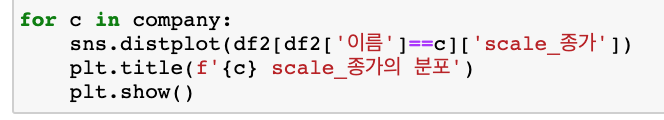 for c in company:
    sns.distplot(df2[df2['이름']==c]['scale_종가'])
    plt.title(f'{c} scale_종가의 분포')
    plt.show()